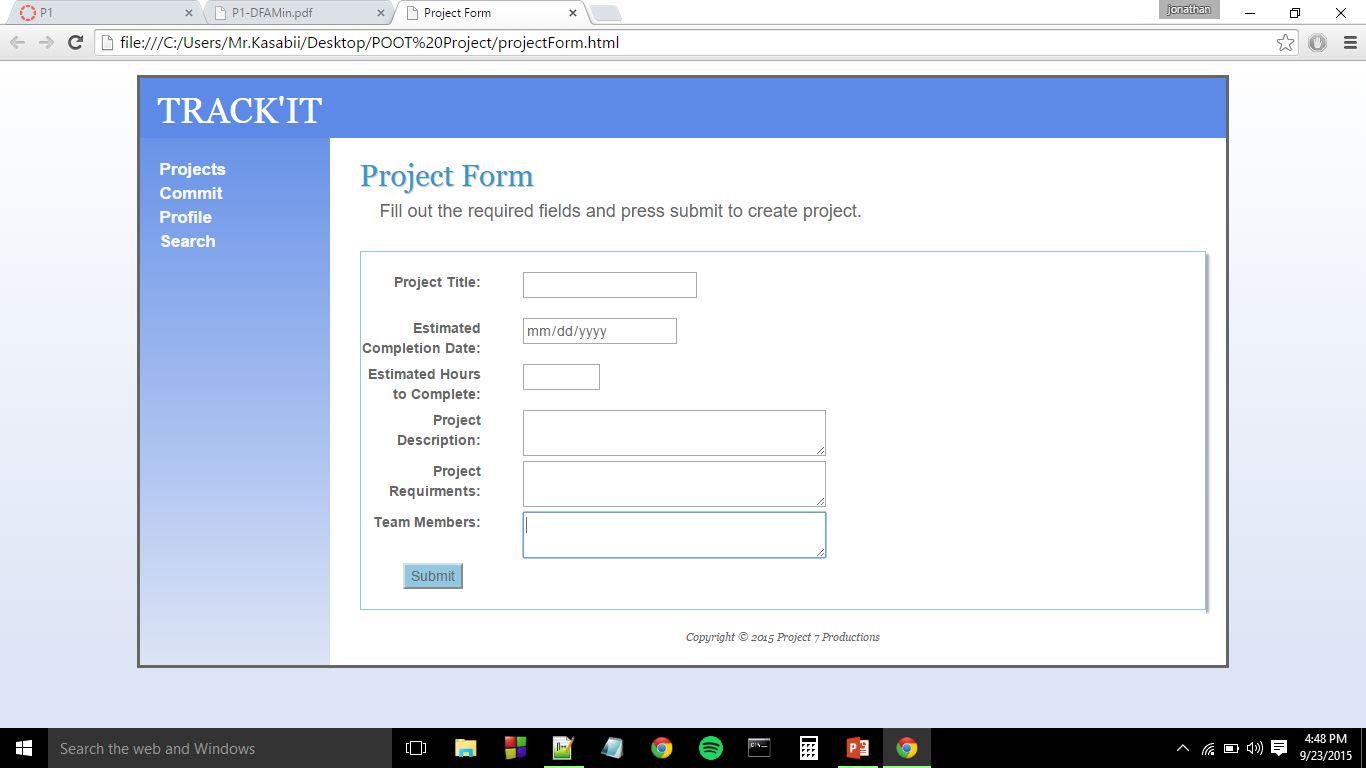 P1
P1-DFAMin.pdf
Project Form
jonathan
file:///C:/Users/Mr.Kasabii/Desktop/POOT%20Project/projectForm.html
TRACK'IT
Projects
Commit
Profile
Search
Project Form
Fill out the required fields and press submit to create project.
Project Title:
Estimated
Completion Date:
mm/dd/yyyy
Estimated Hours
to Complete:
Project
Description:
Project
Requirments:
Team Members:
Submit
Copyright © 2015 Project 7 Productions
Search the web and Windows
4:48 PM
9/23/2015